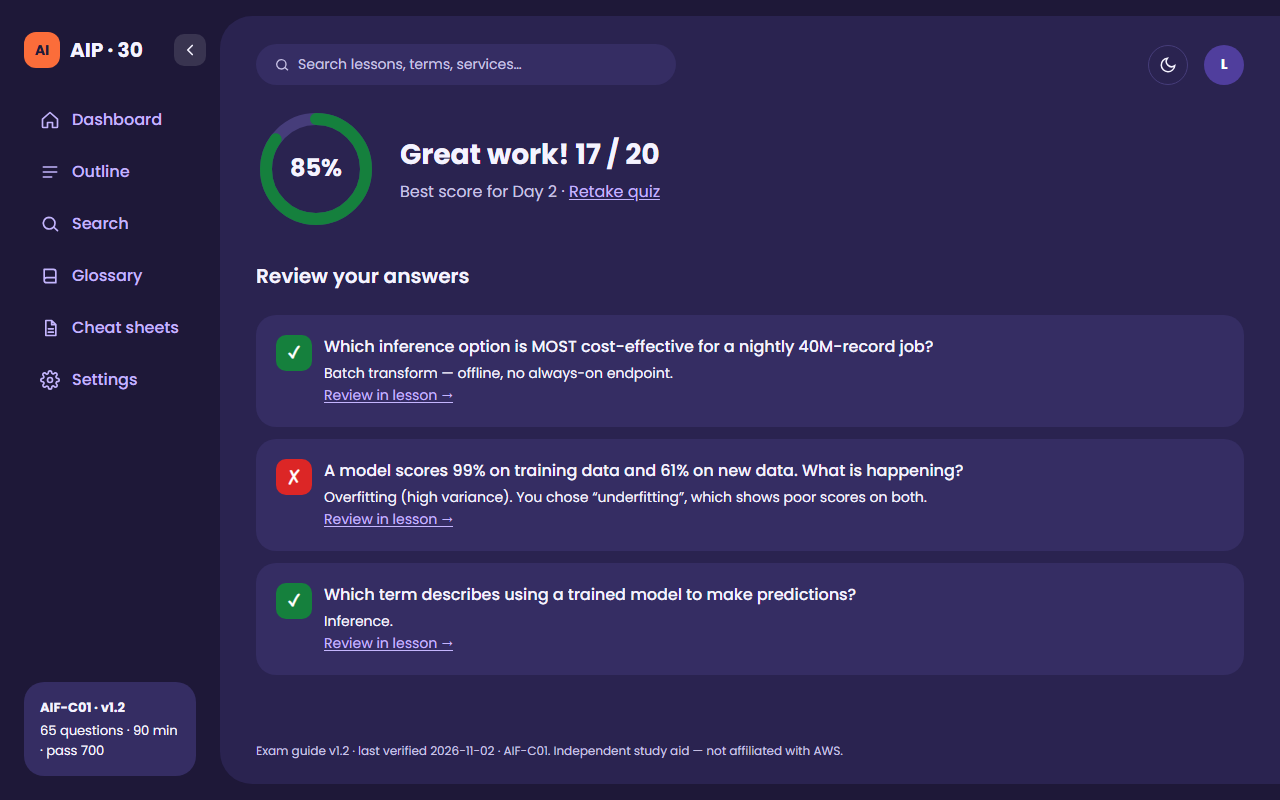 AI AIP · 30
Dashboard
Outline
Search
Glossary
Cheat sheets
Settings
AIF-C01 · v1.2
65 questions · 90 min
· pass 700
Search lessons, terms, services…
L
85%
Great work! 17 / 20
Best score for Day 2 · Retake quiz
Review your answers
✓
Which inference option is MOST cost-effective for a nightly 40M-record job?
Batch transform — offline, no always-on endpoint.
Review in lesson →
✗
A model scores 99% on training data and 61% on new data. What is happening?
Overfitting (high variance). You chose “underfitting”, which shows poor scores on both.
Review in lesson →
✓
Which term describes using a trained model to make predictions?
Inference.
Review in lesson →
Exam guide v1.2 · last verified 2026-11-02 · AIF-C01. Independent study aid — not affiliated with AWS.